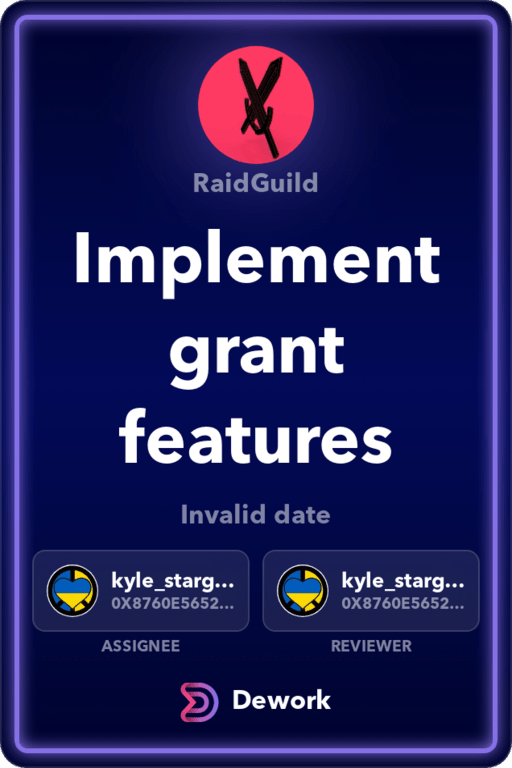 RaidGuild
Implement
grant
features
Invalid date
kyle_starg... kyle_starg...
0X8760E5652... 0X8760E5652...
ASSIGNEE REVIEWER
Dework